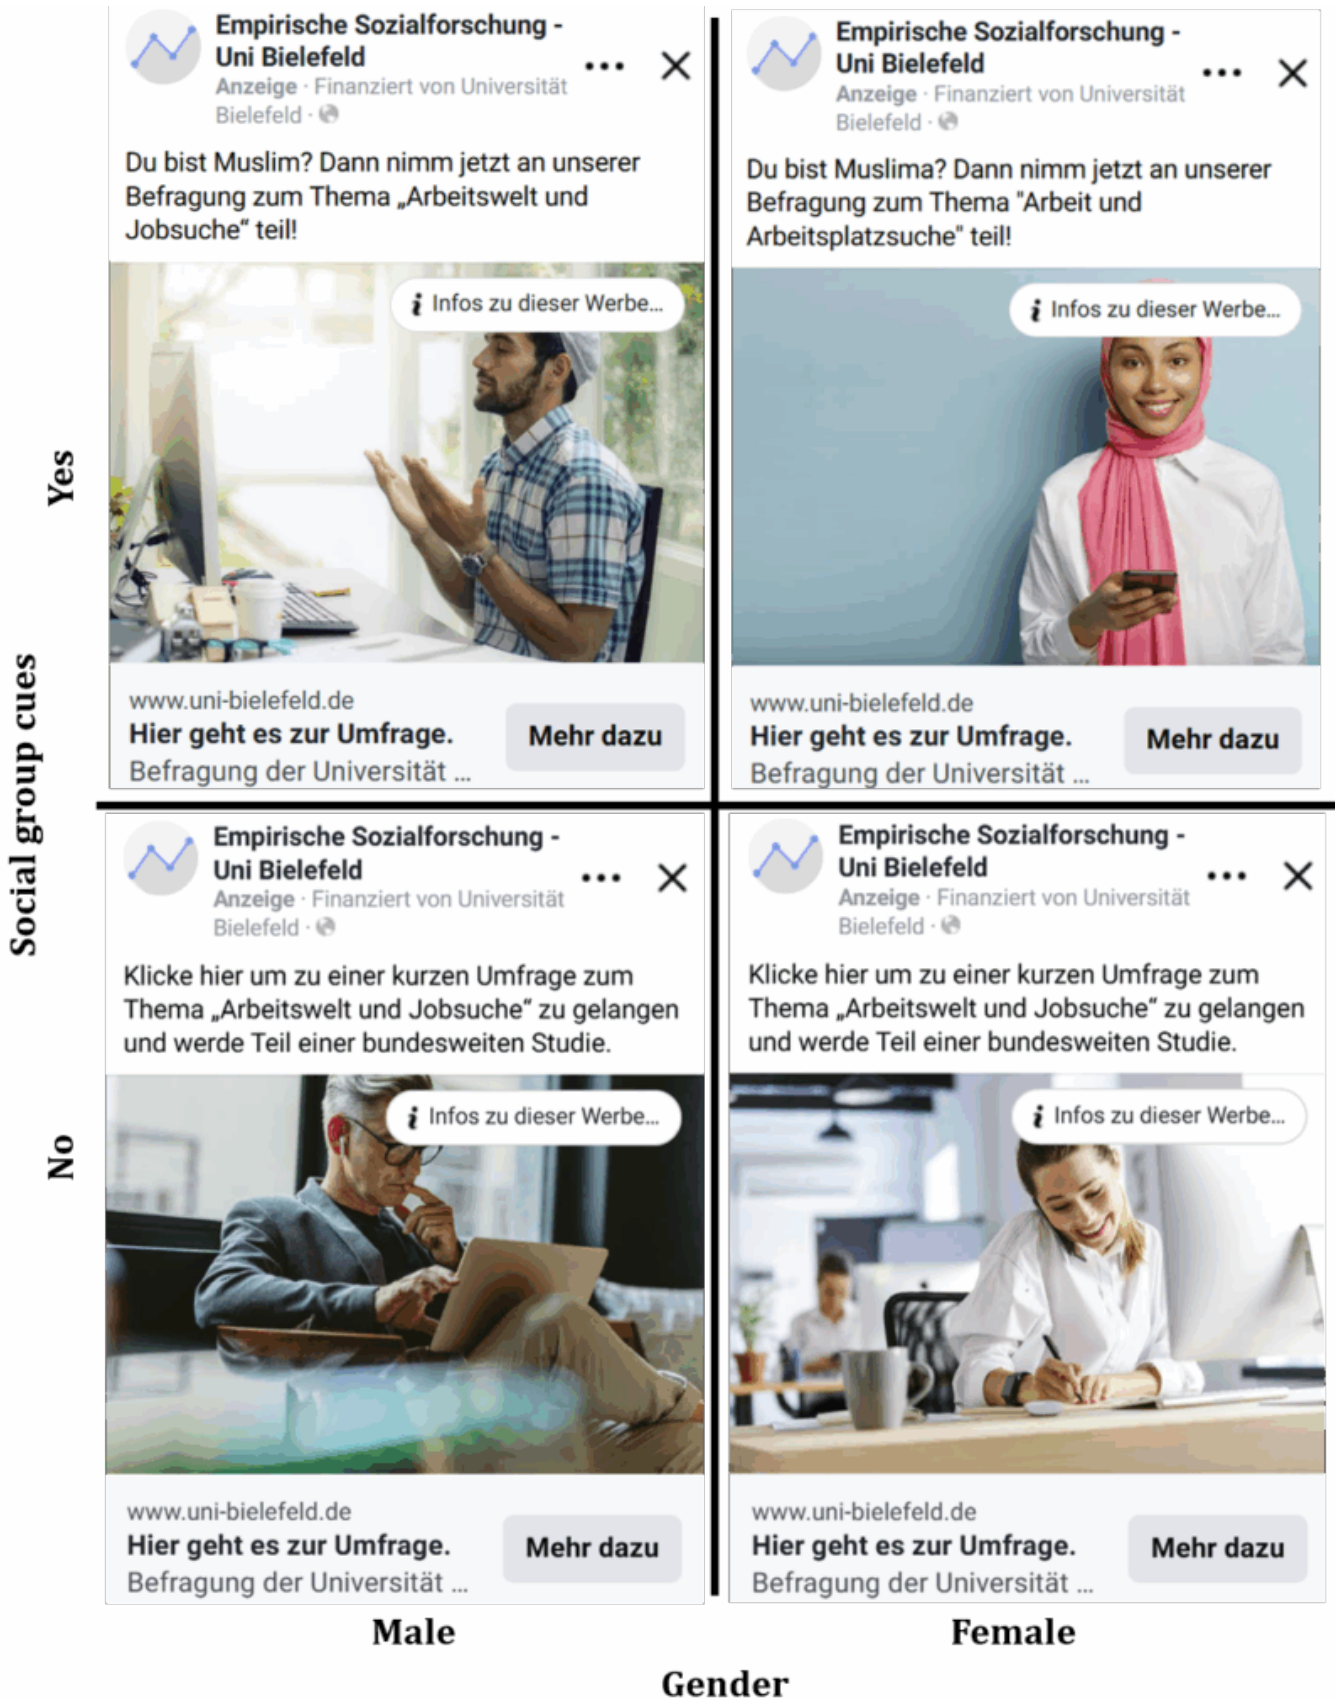 Empirische Sozialforschung -
Uni Bielefeld
Anzeige · Finanziert von Universität
Bielefeld ·
Du bist Muslim? Dann nimm jetzt an unserer
Befragung zum Thema „Arbeitswelt und
Jobsuche“ teil!
Infos zu dieser Werbe...
www.uni-bielefeld.de
Hier geht es zur Umfrage.
Befragung der Universität ...
Mehr dazu
Empirische Sozialforschung -
Uni Bielefeld
Anzeige · Finanziert von Universität
Bielefeld ·
Du bist Muslima? Dann nimm jetzt an unserer
Befragung zum Thema "Arbeit und
Arbeitsplatzsuche" teil!
Infos zu dieser Werbe...
www.uni-bielefeld.de
Hier geht es zur Umfrage.
Befragung der Universität ...
Mehr dazu
Yes
Social group cues
No
Empirische Sozialforschung -
Uni Bielefeld
Anzeige · Finanziert von Universität
Bielefeld ·
Klicke hier um zu einer kurzen Umfrage zum
Thema „Arbeitswelt und Jobsuche“ zu gelangen
und werde Teil einer bundesweiten Studie.
Infos zu dieser Werbe...
www.uni-bielefeld.de
Hier geht es zur Umfrage.
Befragung der Universität ...
Mehr dazu
Empirische Sozialforschung -
Uni Bielefeld
Anzeige · Finanziert von Universität
Bielefeld ·
Klicke hier um zu einer kurzen Umfrage zum
Thema „Arbeitswelt und Jobsuche“ zu gelangen
und werde Teil einer bundesweiten Studie.
Infos zu dieser Werbe...
www.uni-bielefeld.de
Hier geht es zur Umfrage.
Befragung der Universität ...
Mehr dazu
Male
Female
Gender